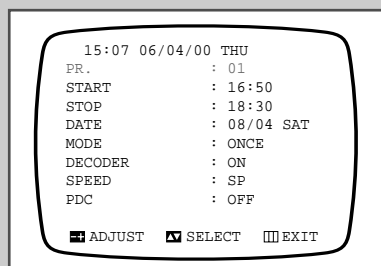 15:07 06/04/00 THU
PR. : 01
START : 16:50
STOP : 18:30
DATE : 08/04 SAT
MODE : ONCE
DECODER : ON
SPEED : SP
PDC : OFF
-+ ADJUST ▲▼ SELECT EXIT